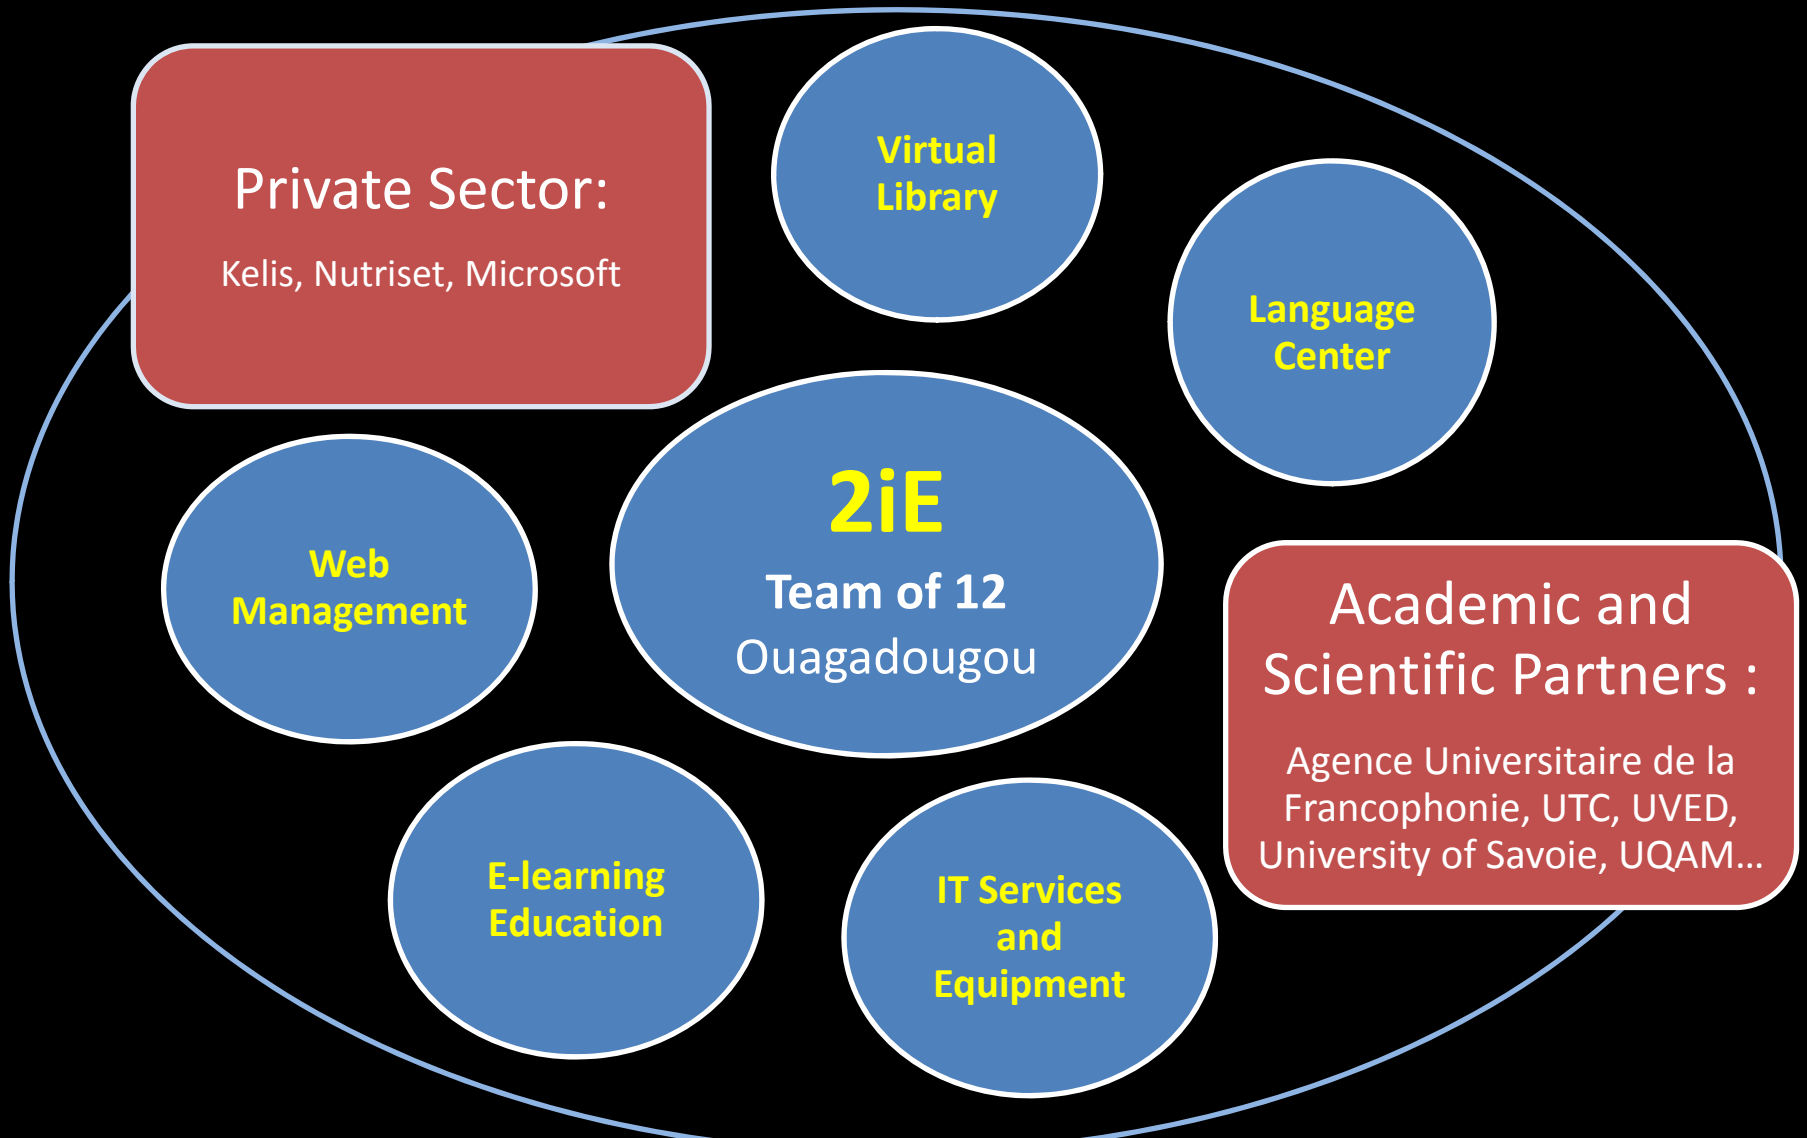 Private Sector:
Kelis, Nutriset, Microsoft
Virtual
Library
Language
Center
2iE
Team of 12
Ouagadougou
Web
Management
Academic and
Scientific Partners :
Agence Universitaire de la
Francophonie, UTC, UVED,
University of Savoie, UQAM...
E-learning
Education
IT Services
and
Equipment